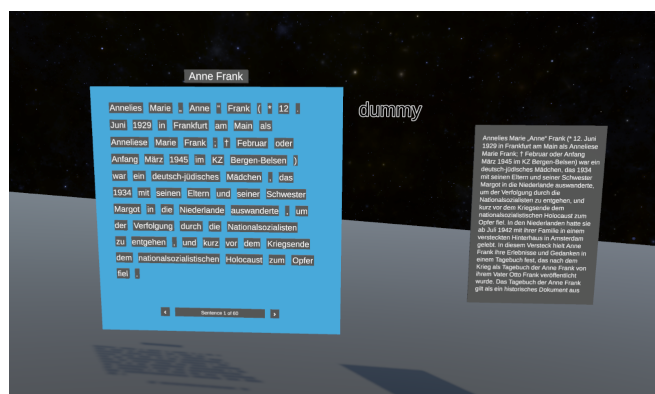 Anne Frank
Annelies Marie „ Anne " Frank ( * 12 .
Juni 1929 in Frankfurt am Main als
Anneliese Marie Frank . † Februar oder
Anfang März 1945 im KZ Bergen-Belsen )
war ein deutsch-jüdisches Mädchen , das
1934 mit seinen Eltern und seiner Schwester
Margot in die Niederlande auswanderte , um
der Verfolgung durch die Nationalsozialisten
zu entgehen , und kurz vor dem Kriegsende
dem nationalsozialistischen Holocaust zum Opfer
fiel .
Sentence 1 of 60
dummy
Annelies Marie „Anne" Frank (* 12. Juni
1929 in Frankfurt am Main als Anneliese
Marie Frank; † Februar oder Anfang
März 1945 im KZ Bergen-Belsen) war ein
deutsch-jüdisches Mädchen, das 1934
mit seinen Eltern und seiner Schwester
Margot in die Niederlande auswanderte,
um der Verfolgung durch die
Nationalsozialisten zu entgehen, und
kurz vor dem Kriegsende dem
nationalsozialistischen Holocaust zum
Opfer fiel. In den Niederlanden hatte sie
ab Juli 1942 mit ihrer Familie in einem
versteckten Hinterhaus in Amsterdam
gelebt. In diesem Versteck hielt Anne
Frank ihre Erlebnisse und Gedanken in
einem Tagebuch fest, das nach dem
Krieg als Tagebuch der Anne Frank von
ihrem Vater Otto Frank veröffentlicht
wurde. Das Tagebuch der Anne Frank
gilt als ein historisches Dokument aus